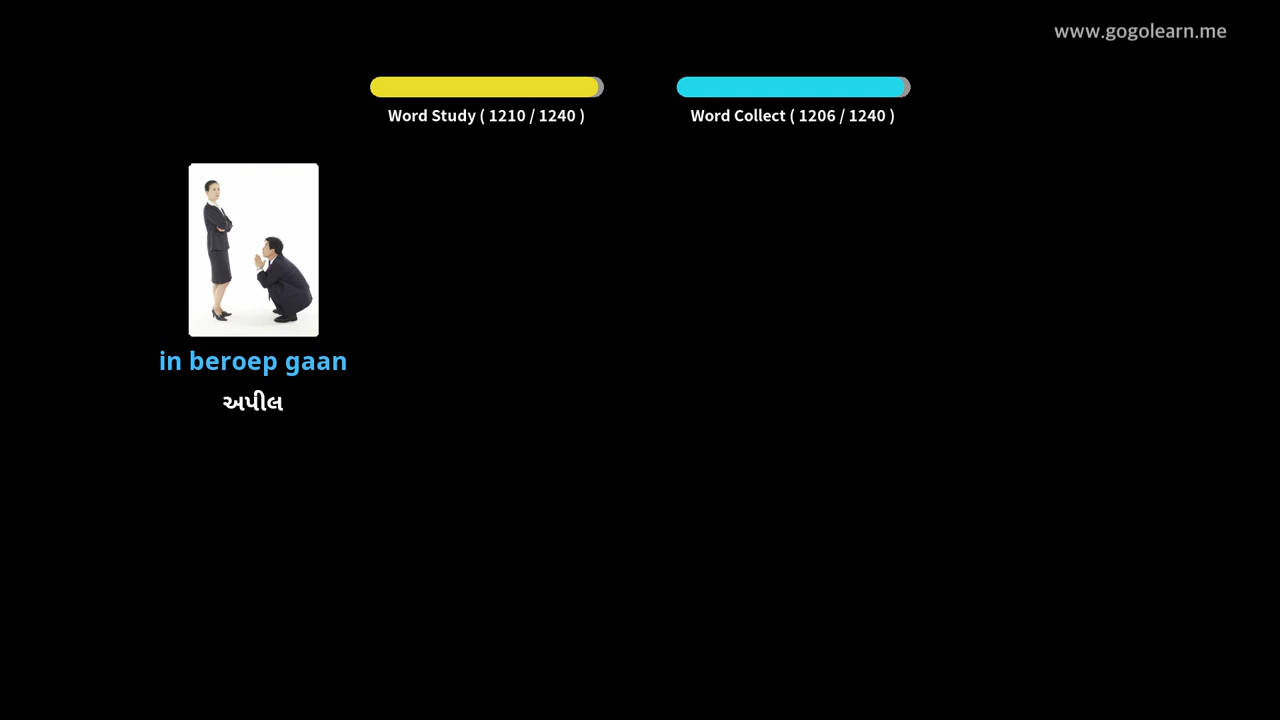 www.gogolearn.me
Word Study ( 1210 / 1240 )
Word Collect ( 1206 / 1240 )
in beroep gaan
અપીલ